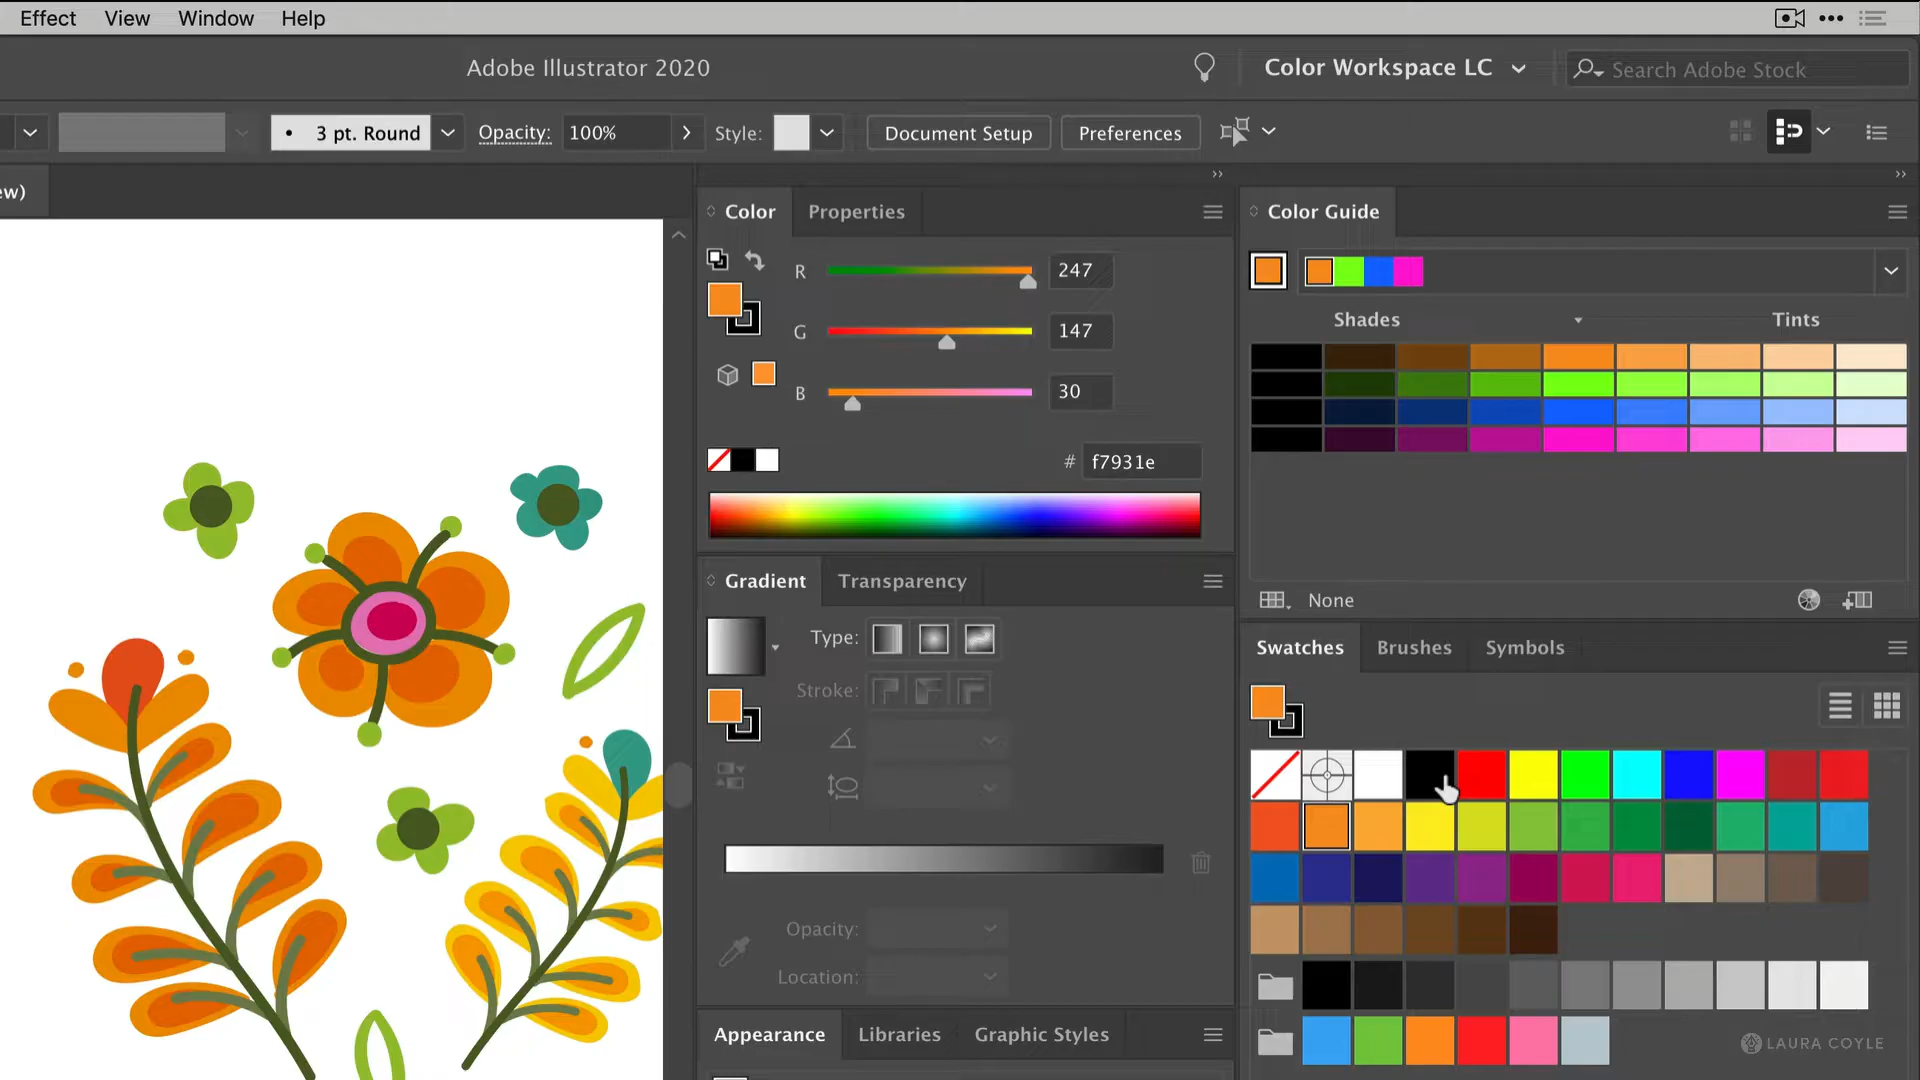 Effect View Window Help
Adobe Illustrator 2020
Color Workspace LC
Search Adobe Stock
3 pt. Round
Opacity: 100%
Style:
Document Setup
Preferences
ew)
Color Properties
R 247
G 147
B 30
# f7931e
Color Guide
Shades Tints
None
Gradient Transparency
Type:
Stroke:
Opacity:
Location:
Swatches Brushes Symbols
Appearance Libraries Graphic Styles
LAURA COYLE